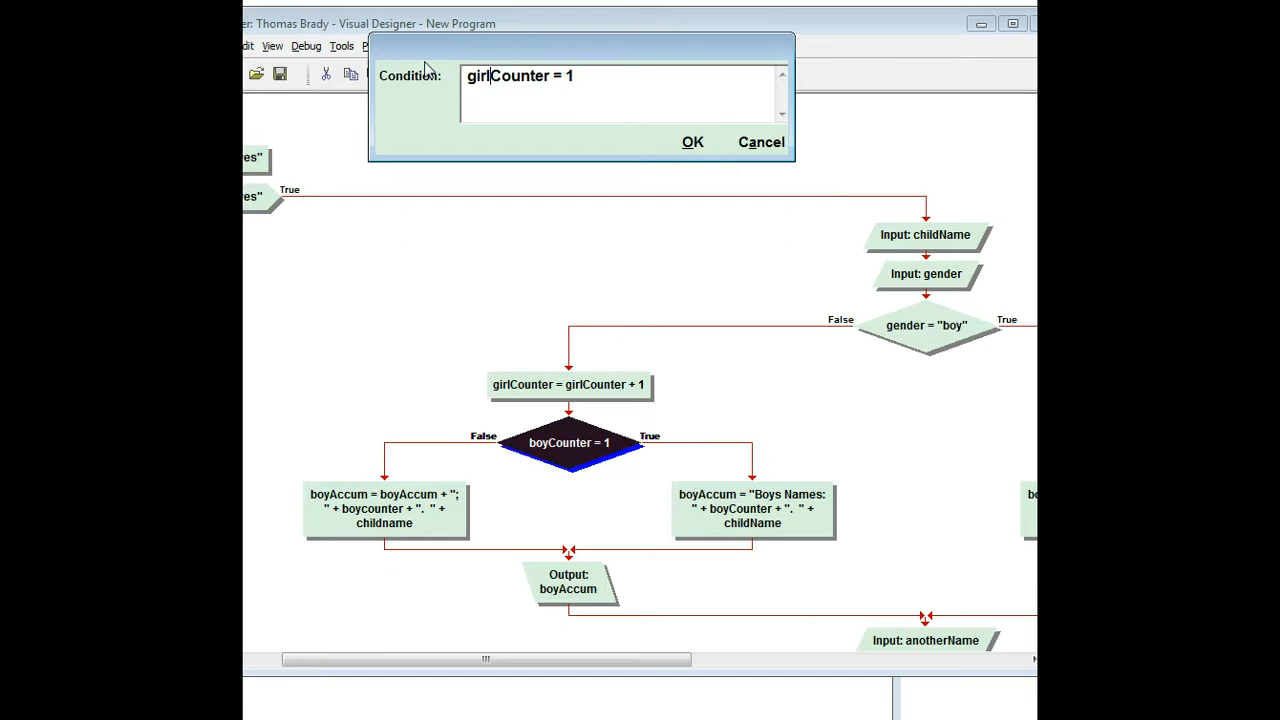 er: Thomas Brady - Visual Designer - New Program
dit View Debug Tools P
Condition: girlCounter = 1
OK Cancel
es"
es" True
Input: childName
Input: gender
False gender = "boy" True
girlCounter = girlCounter + 1
False boyCounter = 1 True
boyAccum = boyAccum + ";
" + boycounter + ". " +
childname
boyAccum = "Boys Names:
" + boyCounter + ". " +
childName
bo
Output:
boyAccum
Input: anotherName